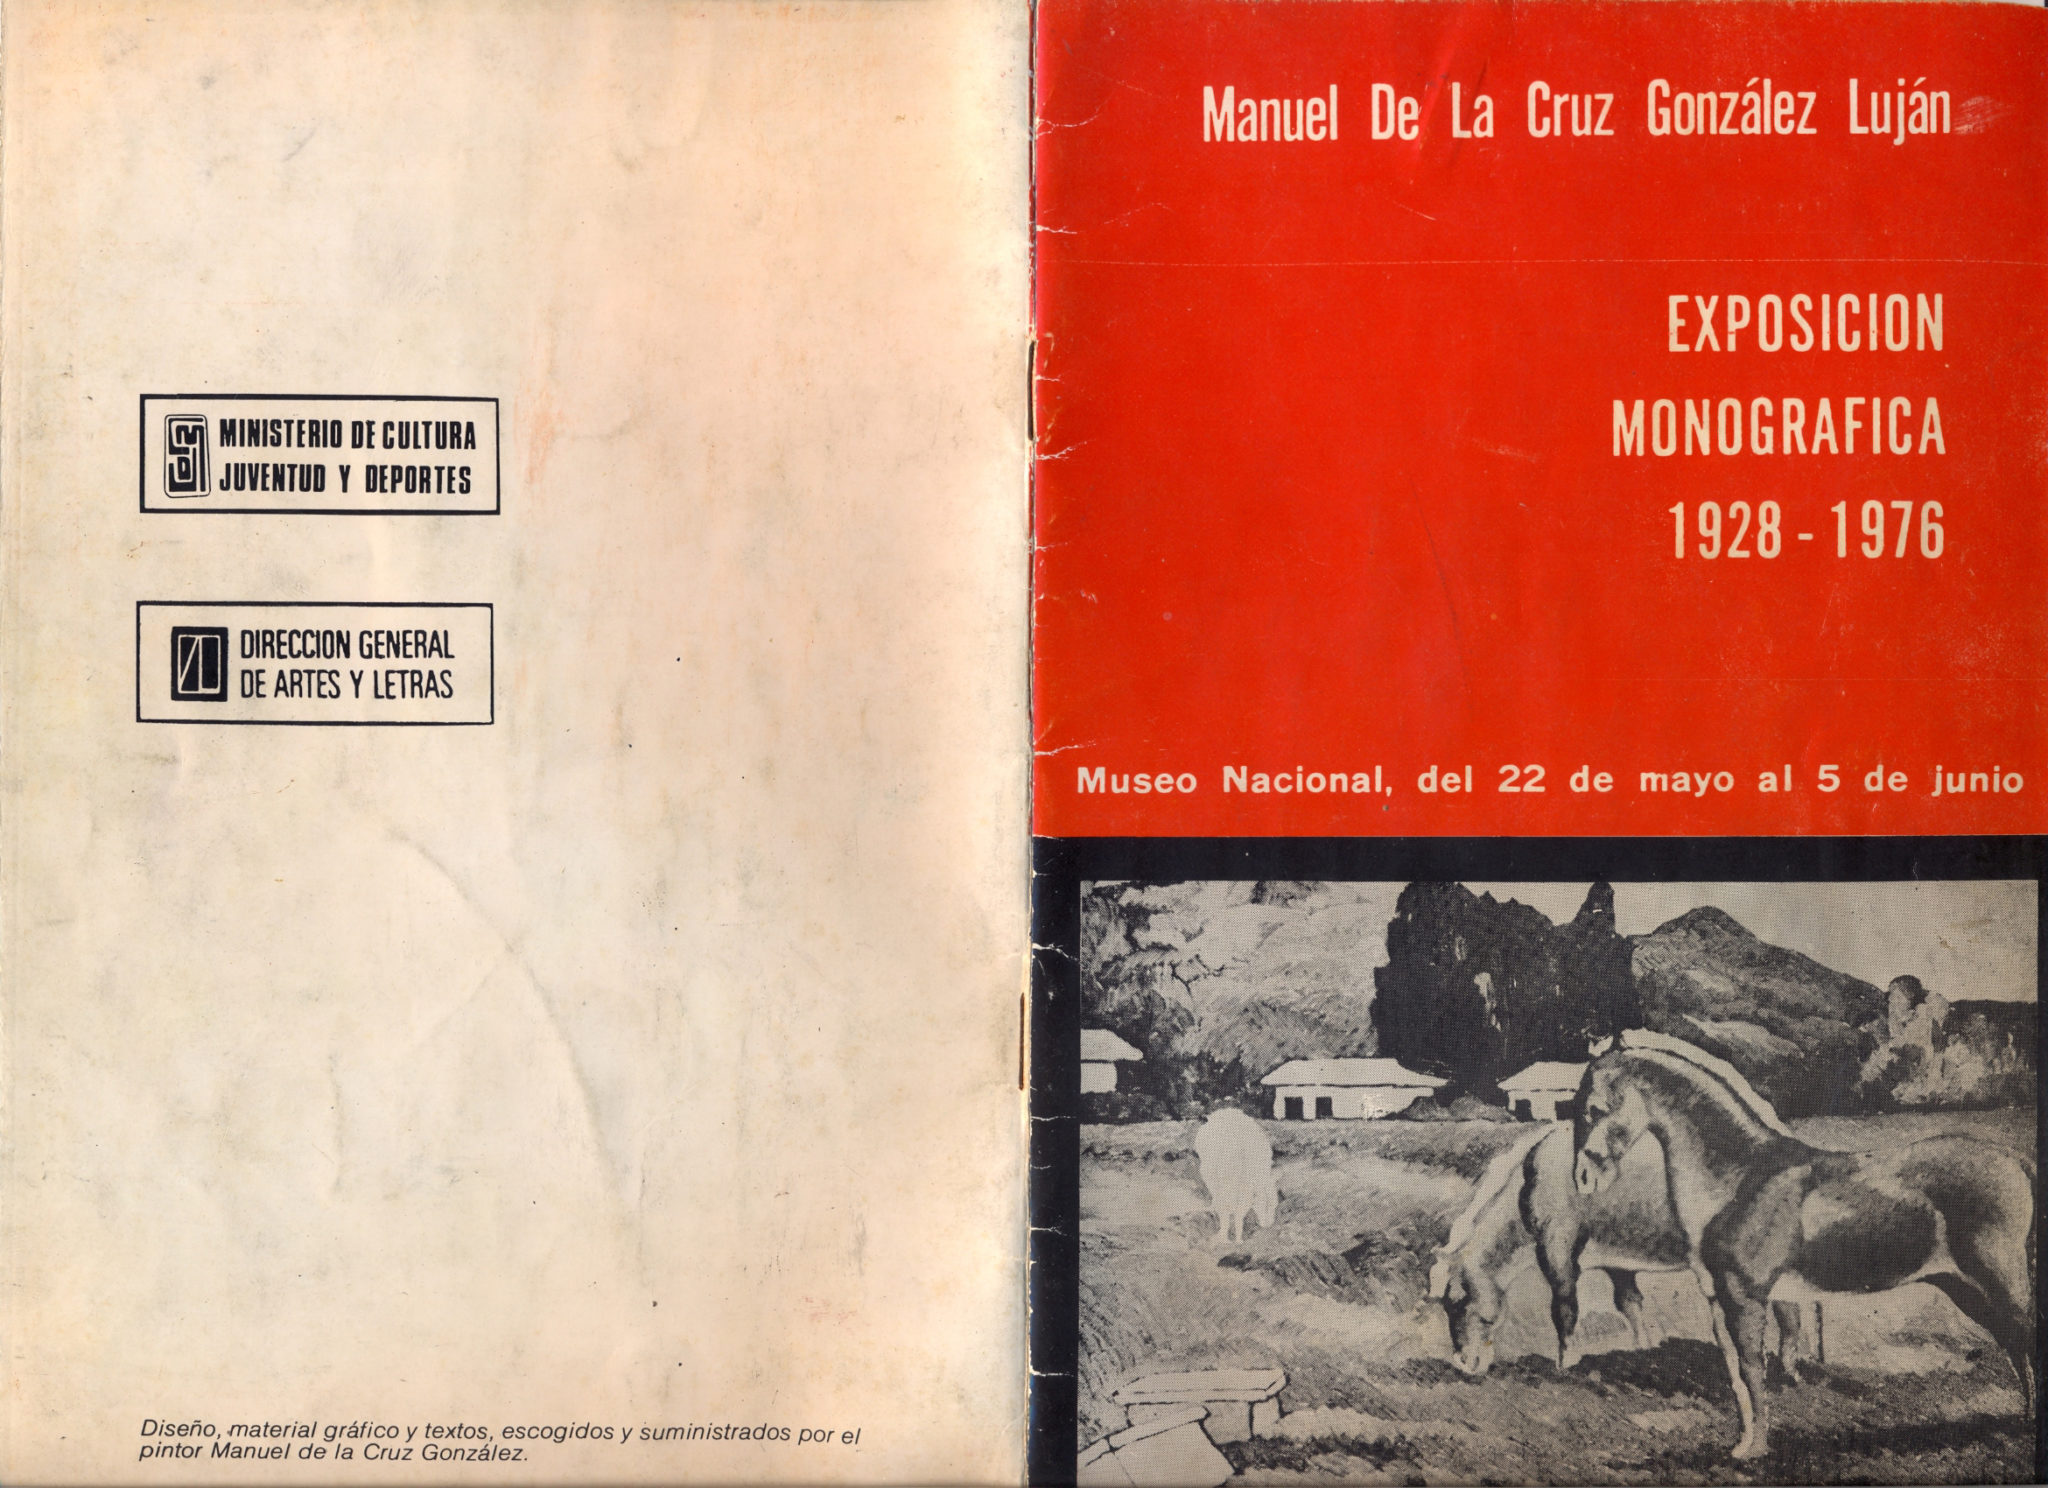 MINISTERIO DE CULTURA
JUVENTUD Y DEPORTES
DIRECCION GENERAL
DE ARTES Y LETRAS
Diseño, material gráfico y textos, escogidos y suministrados por el
pintor Manuel de la Cruz González.
Manuel De La Cruz González Luján
EXPOSICION
MONOGRAFICA
1928 - 1976
Museo Nacional, del 22 de mayo al 5 de junio